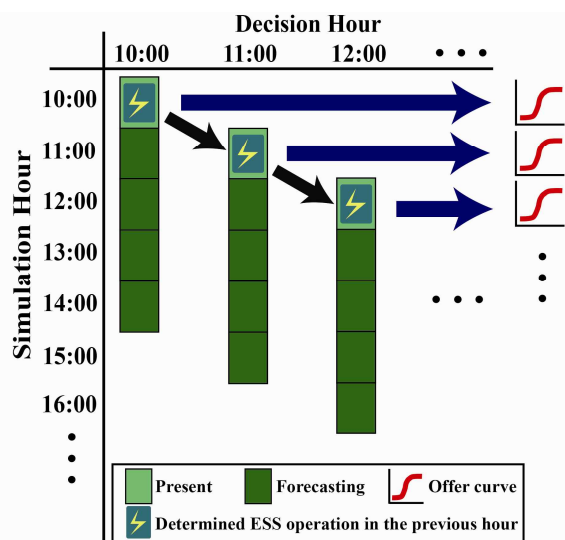 Decision Hour
10:00 11:00 12:00
Simulation Hour
10:00
11:00
12:00
13:00
14:00
15:00
16:00
Present Forecasting Offer curve
Determined ESS operation in the previous hour